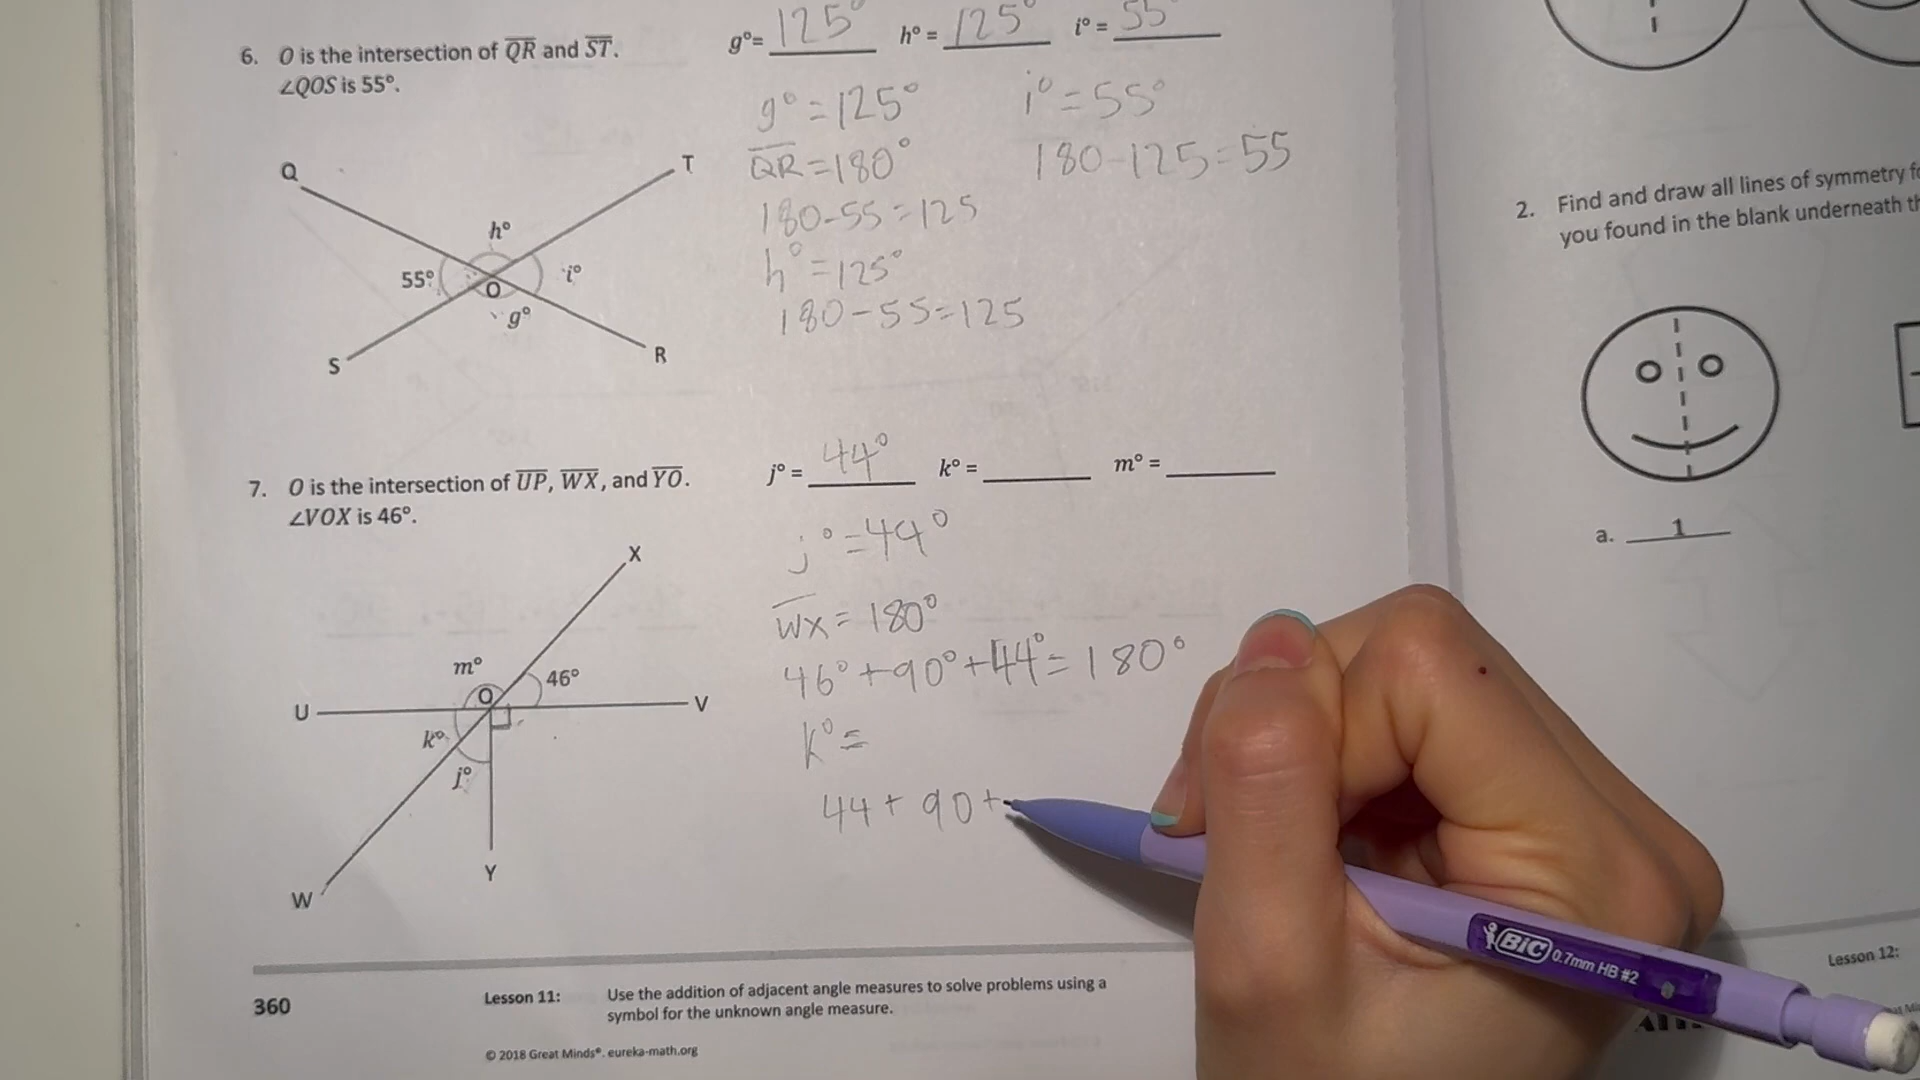 g°= 125° h° = 125° i° = 55°
6. O is the intersection of QR and ST.
∠QOS is 55°.
g° = 125°
QR = 180°
180-55=125
h° = 125°
180-55=125
i° = 55°
180-125=55
Q
T
h°
55°
O
i°
g°
S
R
7. O is the intersection of UP, WX, and YO.
∠VOX is 46°.
j° = 44° k° = m° =
j° = 44°
WX = 180°
46° + 90° + 44° = 180°
k° =
44 + 90 +
X
m°
46°
O
U
V
k°
j°
Y
W
360
Lesson 11: Use the addition of adjacent angle measures to solve problems using a
symbol for the unknown angle measure.
© 2018 Great Minds®. eureka-math.org
2. Find and draw all lines of symmetry
you found in the blank underneath
a. 1
Lesson 12:
BiC 0.7mm HB #2